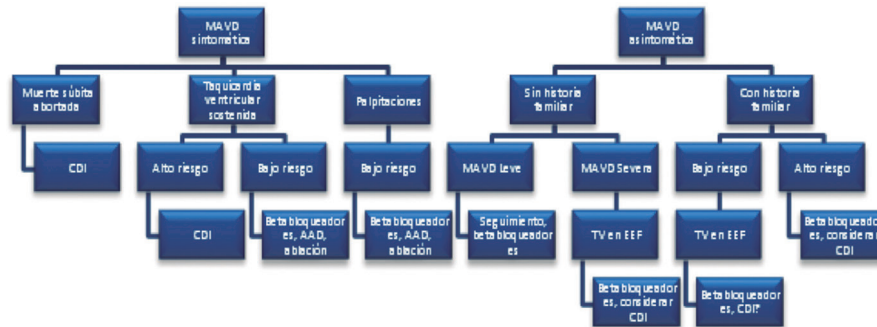 MAVD
sintomática
MAVD
asintomática
Muerte súbita
abortada
Taquicardia
ventricular
sostenida
Palpitaciones
Sin historia
familiar
Con historia
familiar
CDI
Alto riesgo
Bajo riesgo
Bajo riesgo
MAVD Leve
MAVD Severa
Bajo riesgo
Alto riesgo
CDI
Betabloqueador
es, AAD,
ablación
Betabloqueador
es, AAD,
ablación
Seguimiento,
betabloqueador
es
TV en EEF
TV en EEF
Betabloqueador
es, considerar
CDI
Betabloqueador
es, considerar
CDI
Betabloqueador
es, CDI?